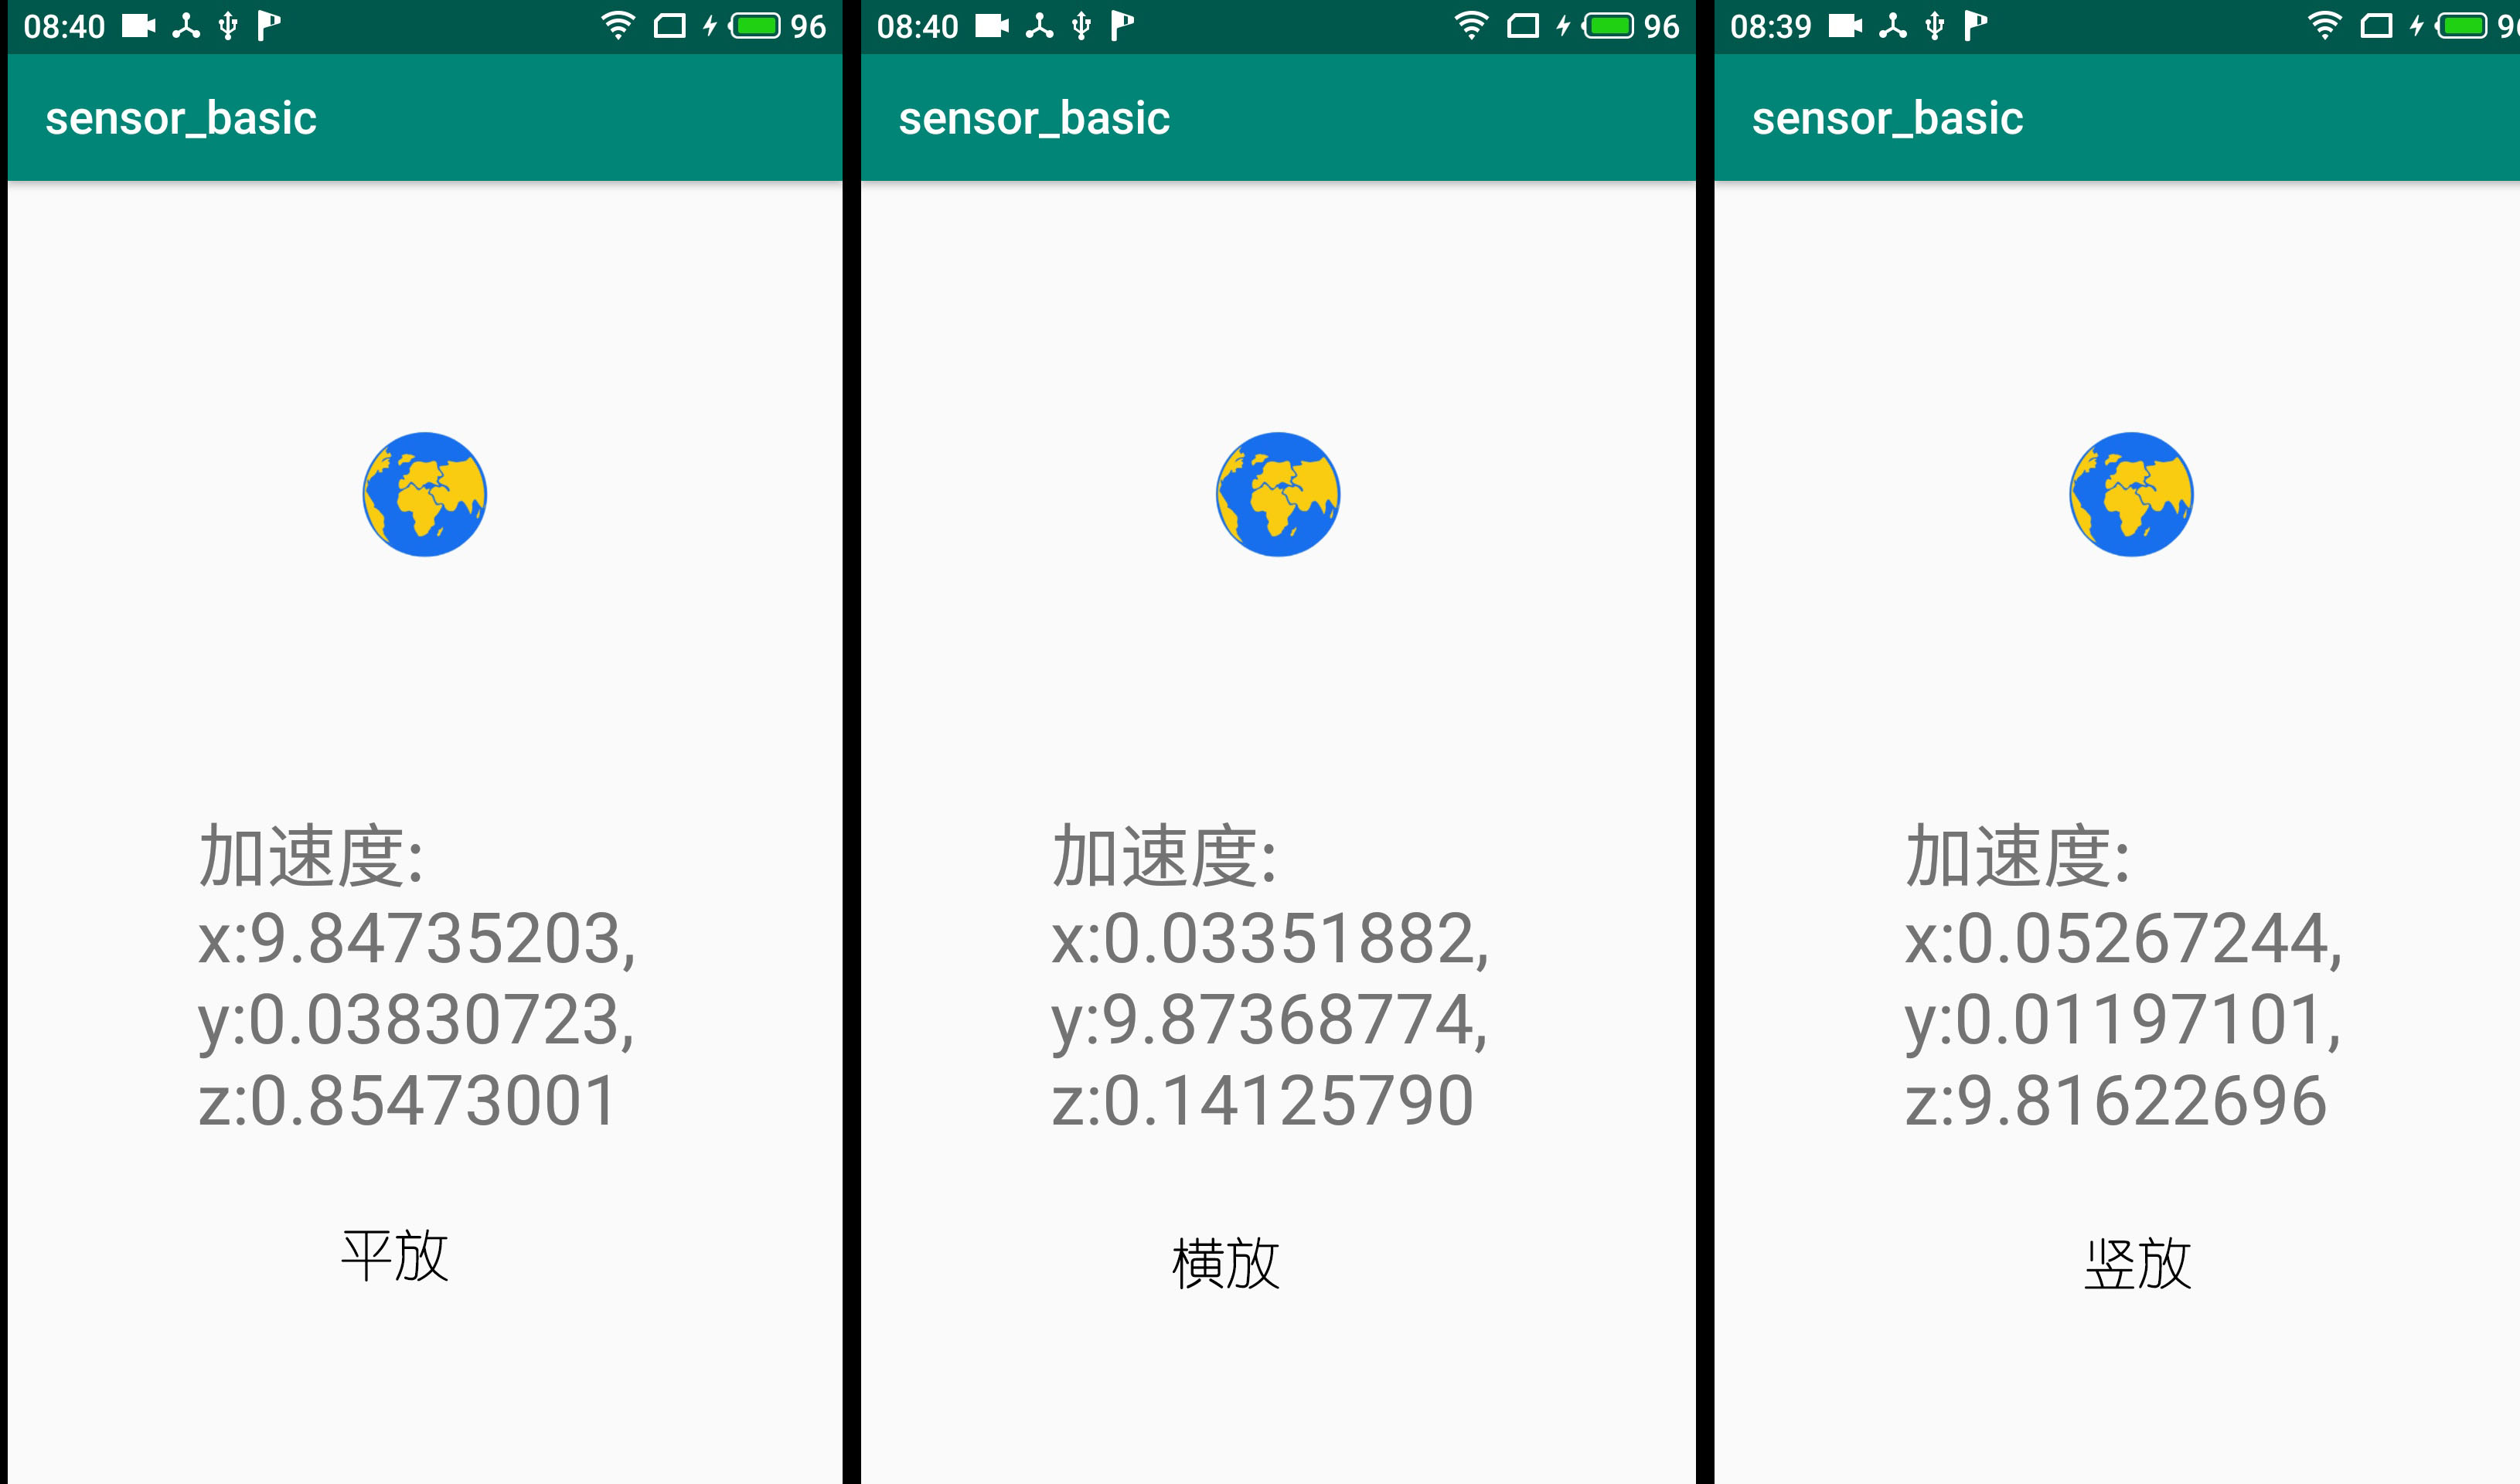 08:40 96
sensor_basic
加速度:
x:9.84735203,
y:0.03830723,
z:0.85473001
平放
08:40 96
sensor_basic
加速度:
x:0.03351882,
y:9.87368774,
z:0.14125790
横放
08:39
sensor_basic
加速度:
x:0.05267244,
y:0.01197101,
z:9.81622696
竖放